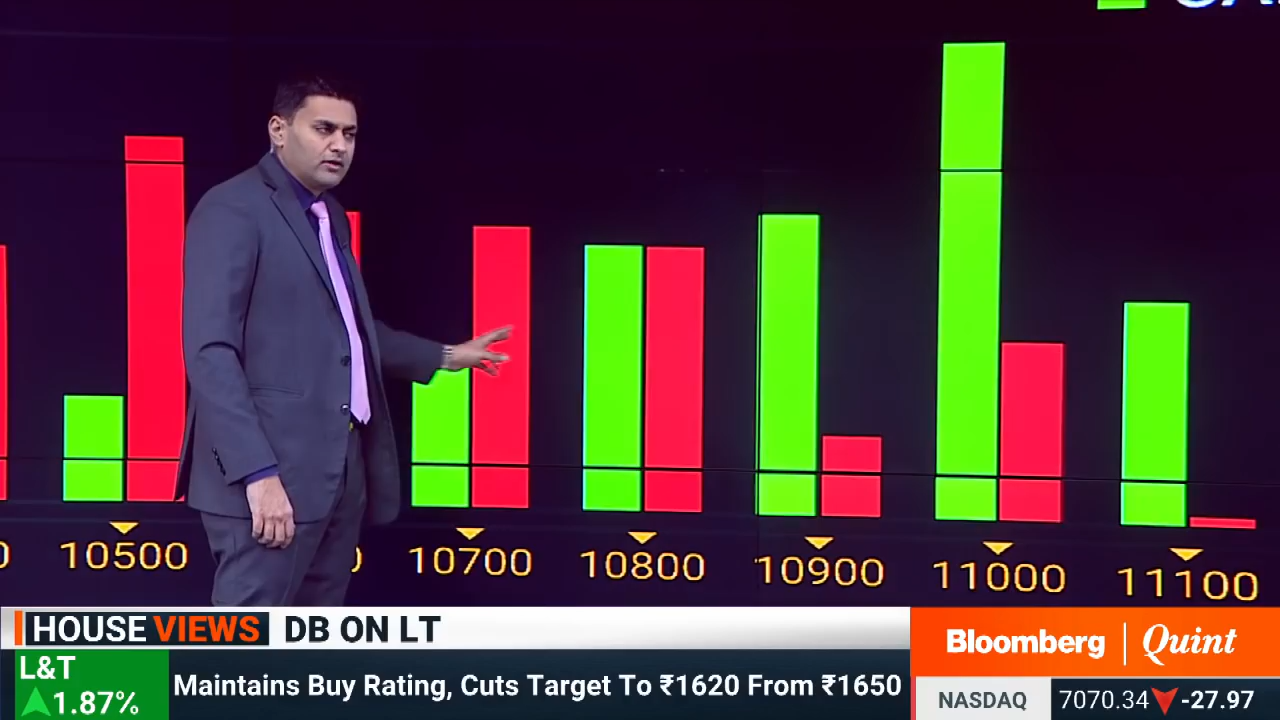 10500
10700
10800
10900
11000
11100
HOUSE VIEWS DB ON LT
L&T
1.87%
Maintains Buy Rating, Cuts Target To ₹1620 From ₹1650
Bloomberg | Quint
NASDAQ 7070.34 -27.97